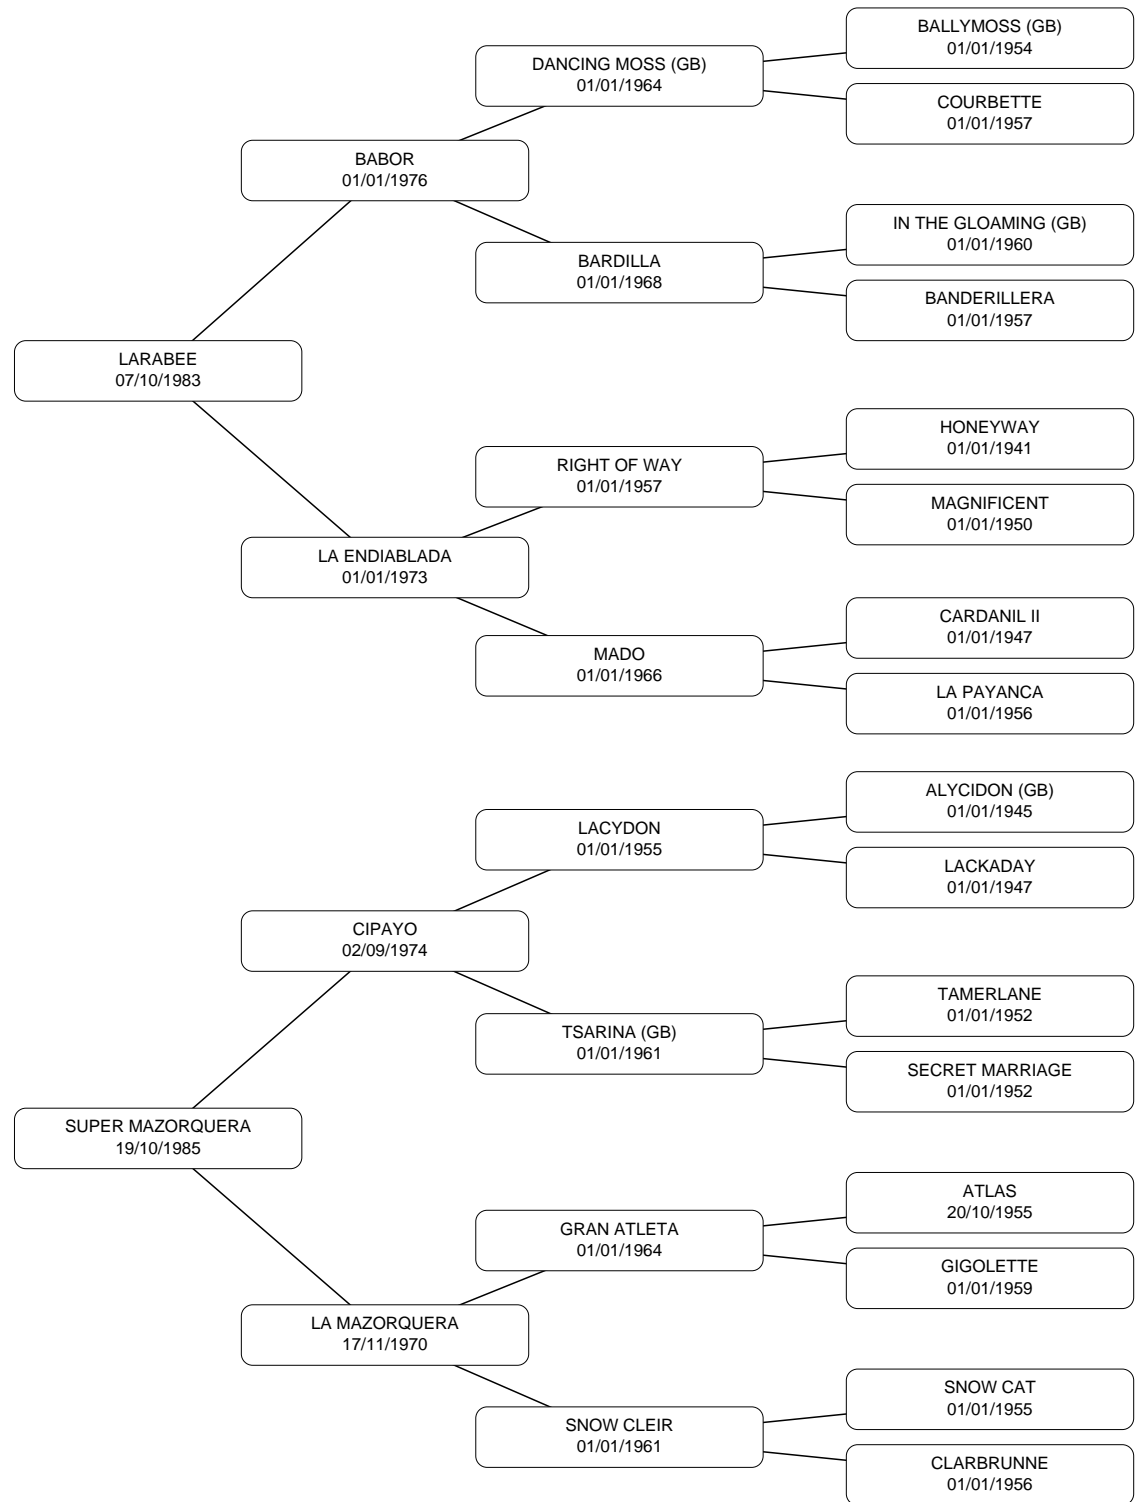 BALLYMOSS (GB)
01/01/1954
DANCING MOSS (GB)
01/01/1964
COURBETTE
01/01/1957
BABOR
01/01/1976
IN THE GLOAMING (GB)
01/01/1960
BARDILLA
01/01/1968
BANDERILLERA
01/01/1957
LARABEE
07/10/1983
HONEYWAY
01/01/1941
RIGHT OF WAY
01/01/1957
MAGNIFICENT
01/01/1950
LA ENDIABLADA
01/01/1973
CARDANIL II
01/01/1947
MADO
01/01/1966
LA PAYANCA
01/01/1956
ALYCIDON (GB)
01/01/1945
LACYDON
01/01/1955
LACKADAY
01/01/1947
CIPAYO
02/09/1974
TAMERLANE
01/01/1952
TSARINA (GB)
01/01/1961
SECRET MARRIAGE
01/01/1952
SUPER MAZORQUERA
19/10/1985
ATLAS
20/10/1955
GRAN ATLETA
01/01/1964
GIGOLETTE
01/01/1959
LA MAZORQUERA
17/11/1970
SNOW CAT
01/01/1955
SNOW CLEIR
01/01/1961
CLARBRUNNE
01/01/1956